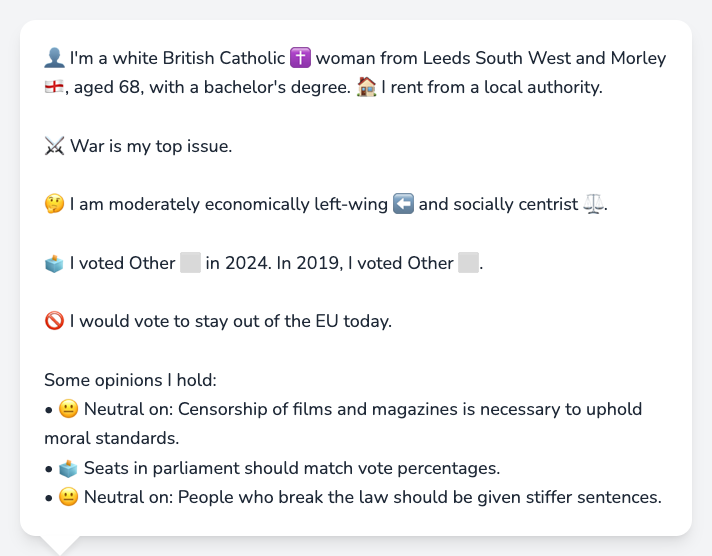 👤 I'm a white British Catholic ✝️ woman from Leeds South West and Morley
🏴󠁧󠁢󠁥󠁮󠁧󠁿, aged 68, with a bachelor's degree. 🏠 I rent from a local authority.
⚔️ War is my top issue.
🤔 I am moderately economically left-wing ⬅️ and socially centrist ⚖️.
🗳️ I voted Other ⬜ in 2024. In 2019, I voted Other ⬜.
🚫 I would vote to stay out of the EU today.
Some opinions I hold:
• 😐 Neutral on: Censorship of films and magazines is necessary to uphold
moral standards.
• 🗳️ Seats in parliament should match vote percentages.
• 😐 Neutral on: People who break the law should be given stiffer sentences.